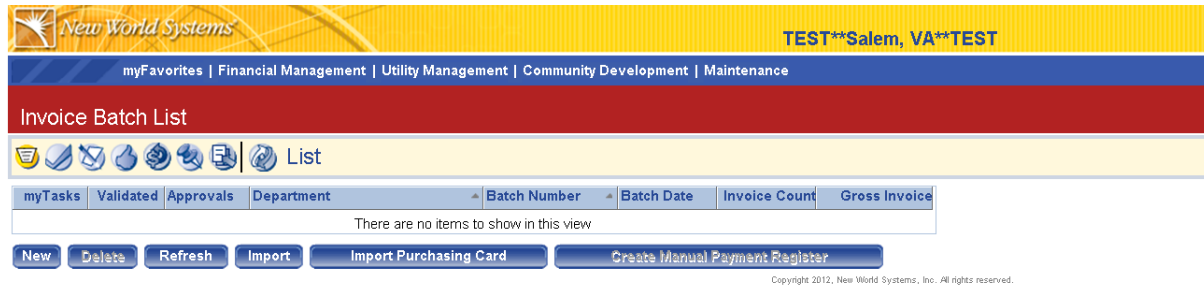 New World Systems
TEST**Salem, VA**TEST
myFavorites | Financial Management | Utility Management | Community Development | Maintenance
Invoice Batch List
List
myTasks Validated Approvals Department Batch Number Batch Date Invoice Count Gross Invoice
There are no items to show in this view
New Delete Refresh Import Import Purchasing Card Create Manual Payment Register
Copyright 2012, New World Systems, Inc. All rights reserved.